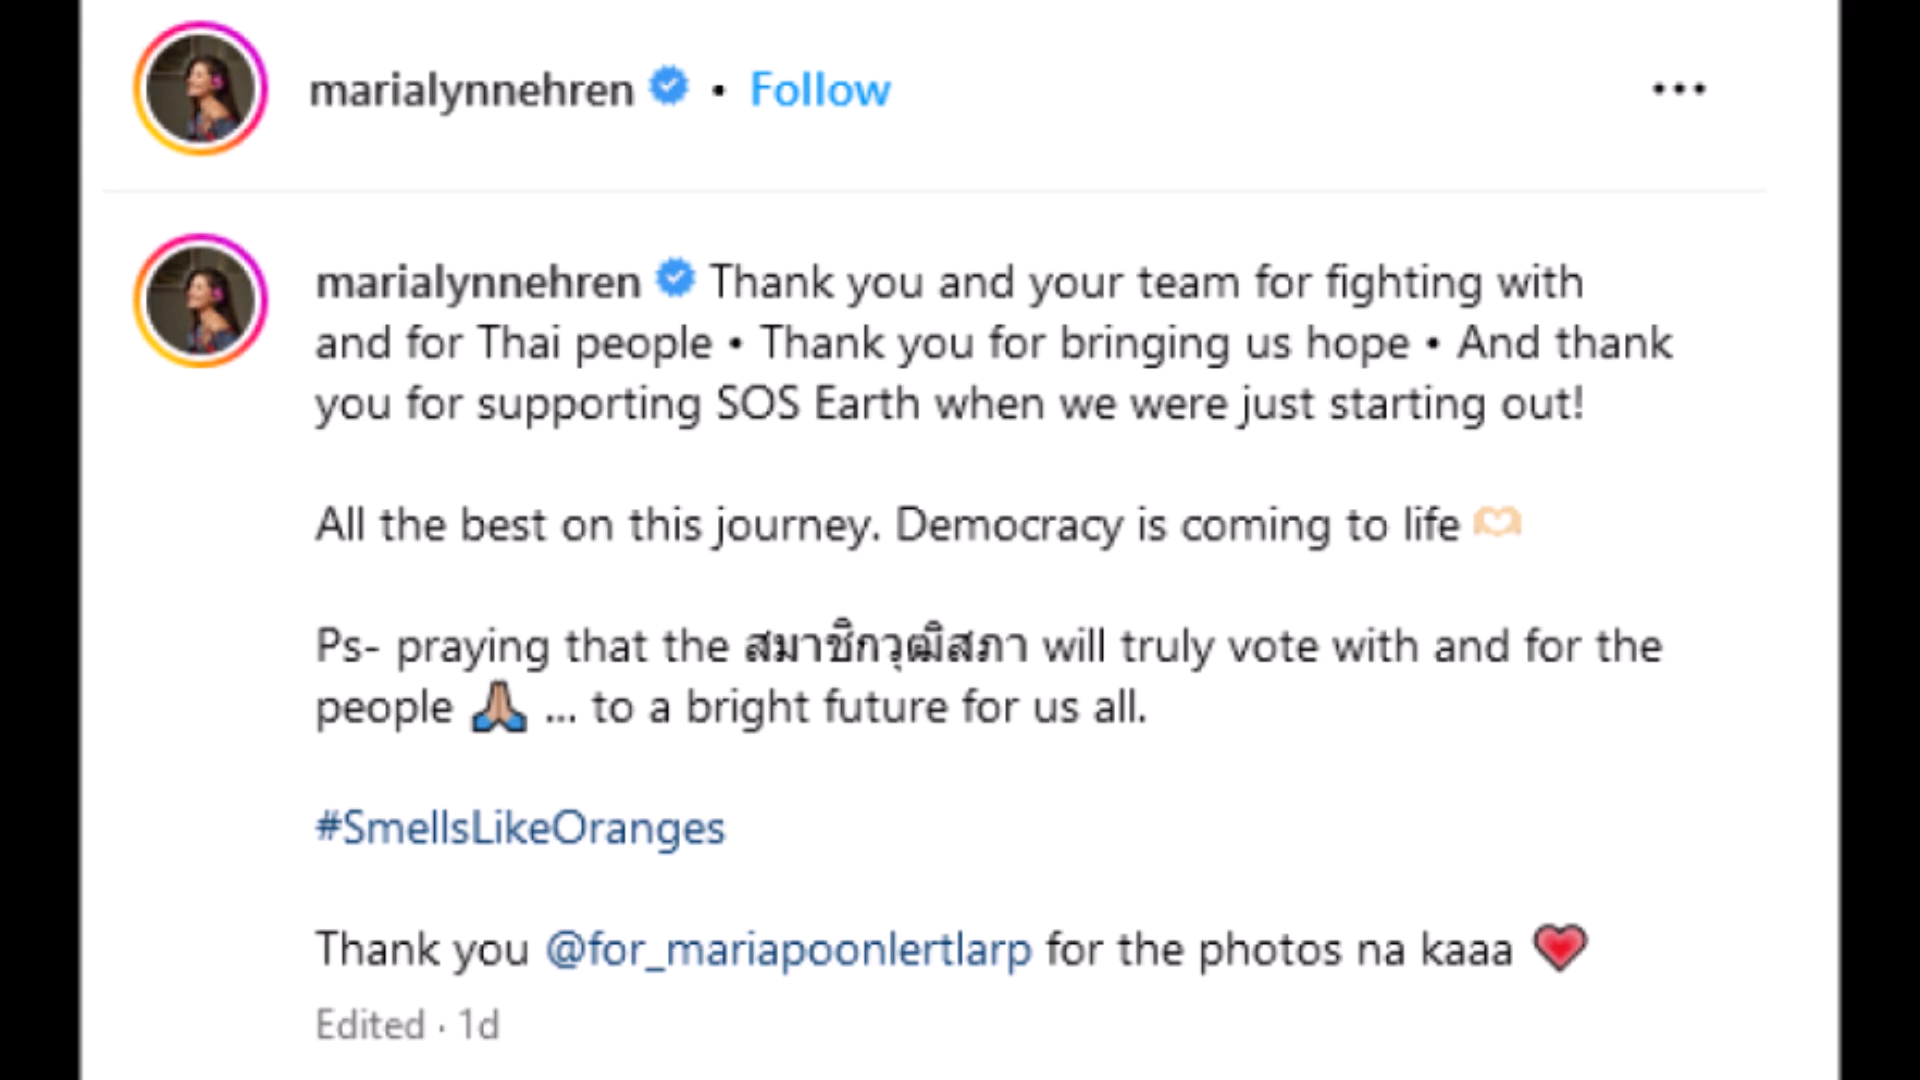 marialynnehren • Follow
marialynnehren Thank you and your team for fighting with
and for Thai people • Thank you for bringing us hope • And thank
you for supporting SOS Earth when we were just starting out!
All the best on this journey. Democracy is coming to life 🫶🏼
Ps- praying that the สมาชิกวุฒิสภา will truly vote with and for the
people 🙏🏽 ... to a bright future for us all.
#SmellsLikeOranges
Thank you @for_mariapoonlertlarp for the photos na kaaa ❤️
Edited · 1d